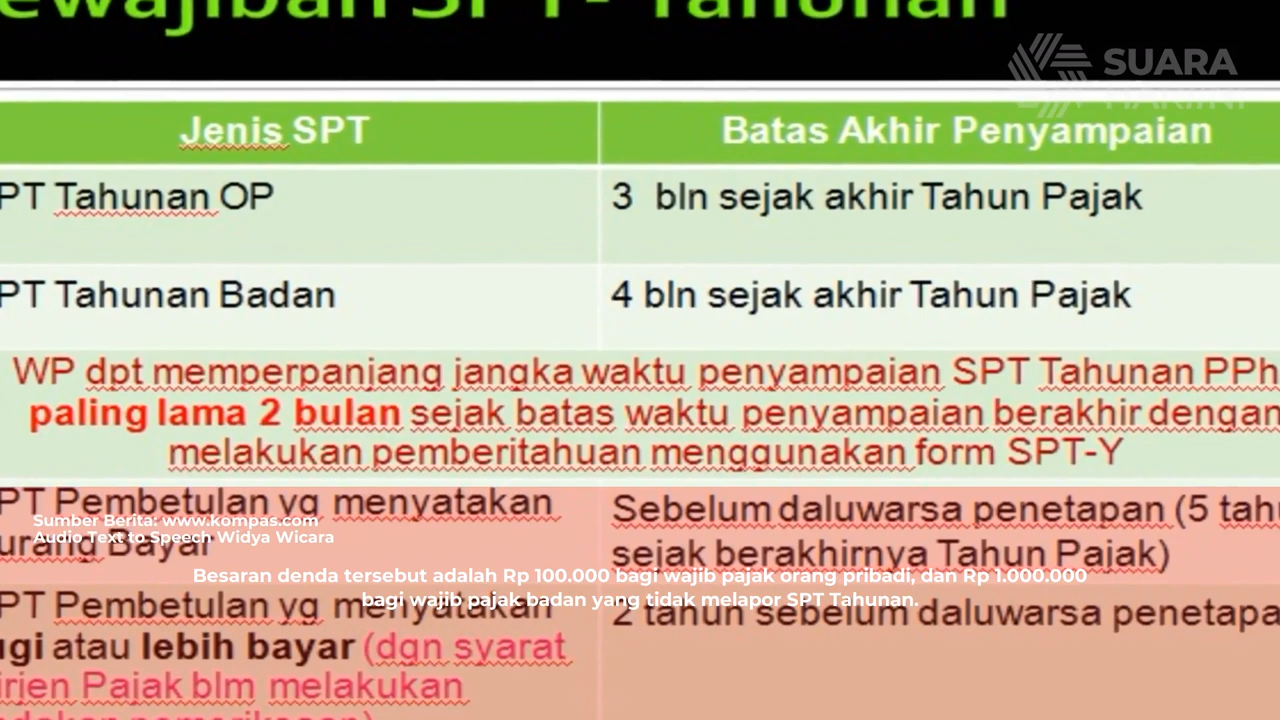 ewajiban SPT - Tahunan
SUARA
HARI INI
Jenis SPT
Batas Akhir Penyampaian
PT Tahunan OP
3 bln sejak akhir Tahun Pajak
PT Tahunan Badan
4 bln sejak akhir Tahun Pajak
WP dpt memperpanjang jangka waktu penyampaian SPT Tahunan PPh
paling lama 2 bulan sejak batas waktu penyampaian berakhir dengan
melakukan pemberitahuan menggunakan form SPT-Y
PT Pembetulan yg menyatakan
urang Bayar
Sebelum daluwarsa penetapan (5 tahu
sejak berakhirnya Tahun Pajak)
Sumber Berita: www.kompas.com
Audio Text to Speech Widya Wicara
Besaran denda tersebut adalah Rp 100.000 bagi wajib pajak orang pribadi, dan Rp 1.000.000
bagi wajib pajak badan yang tidak melapor SPT Tahunan.
PT Pembetulan yg menyatakan
ugi atau lebih bayar (dgn syarat
irjen Pajak blm melakukan
pemeriksaan)
2 tahun sebelum daluwarsa penetapa